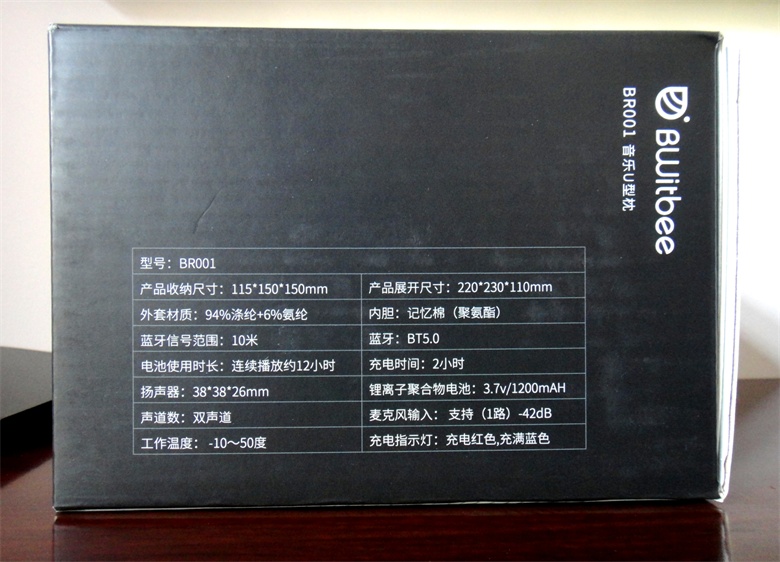 Bwitbee
BR001 音乐U型枕
型号：BR001
产品收纳尺寸：115*150*150mm 产品展开尺寸：220*230*110mm
外套材质：94%涤纶+6%氨纶 内胆：记忆棉（聚氨酯）
蓝牙信号范围：10米 蓝牙：BT5.0
电池使用时长：连续播放约12小时 充电时间：2小时
扬声器：38*38*26mm 锂离子聚合物电池：3.7v/1200mAH
声道数：双声道 麦克风输入： 支持（1路）-42dB
工作温度： -10～50度 充电指示灯：充电红色,充满蓝色